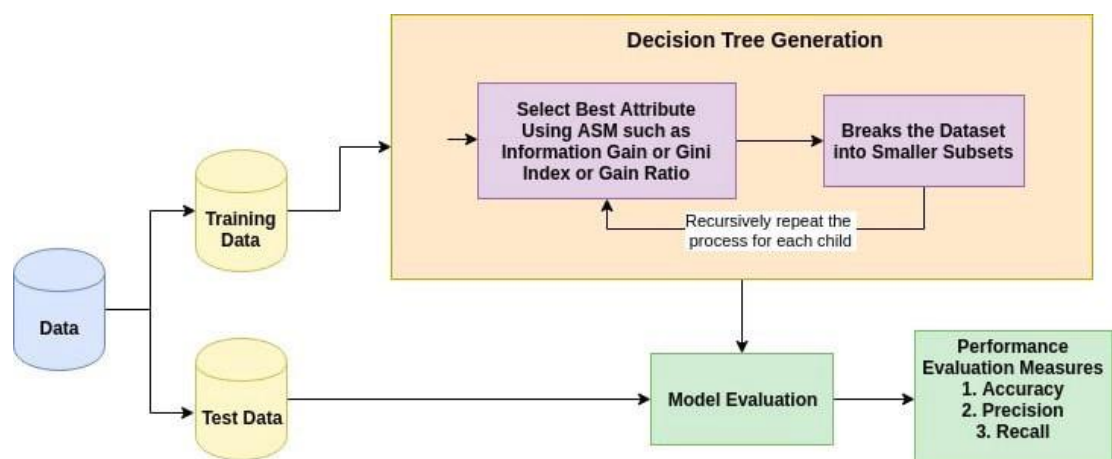 Decision Tree Generation
Select Best Attribute
Using ASM such as
Information Gain or Gini
Index or Gain Ratio
Breaks the Dataset
into Smaller Subsets
Recursively repeat the
process for each child
Training
Data
Data
Test Data
Model Evaluation
Performance
Evaluation Measures
1. Accuracy
2. Precision
3. Recall